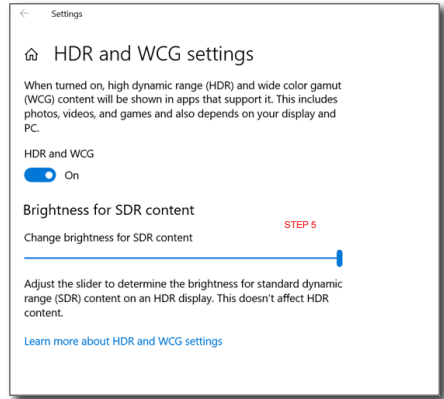 Settings
HDR and WCG settings
When turned on, high dynamic range (HDR) and wide color gamut
(WCG) content will be shown in apps that support it. This includes
photos, videos, and games and also depends on your display and
PC.
HDR and WCG
On
Brightness for SDR content
STEP 5
Change brightness for SDR content
Adjust the slider to determine the brightness for standard dynamic
range (SDR) content on an HDR display. This doesn't affect HDR
content.
Learn more about HDR and WCG settings